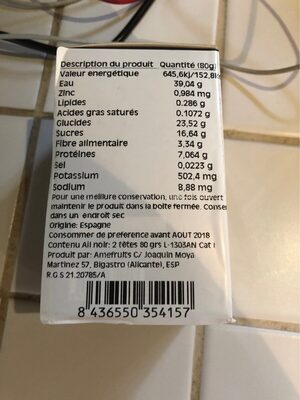 Description du produit Quantité (80g)
Valeur energétique 645,6kJ/152,8k
Eau 39,04 g
Zinc 0,984 mg
Lipides 0.286 g
Acides gras saturés 0.1072 g
Glucides 23,52 g
Sucres 16,64 g
Fibre alimentaire 3,34 g
Protéines 7,064 g
Sel 0,0223 g
Potassium 502,4 mg
Sodium 8,88 mg
Pour une meillure conservation, une fois ouvert
maintenir le produit dans la boîte fermée. Conser
dans un endroit sec
Origine: Espagne
Consommer de preference avant AOUT 2018
Contenu Ail noir: 2 têtes 80 grs L-1303AN Cat I
Produit par: Amefruits C/ Joaquin Moya
Martinez 57, Bigastro (Alicante), ESP
R.G.S 21.20785/A
8 436550 354157